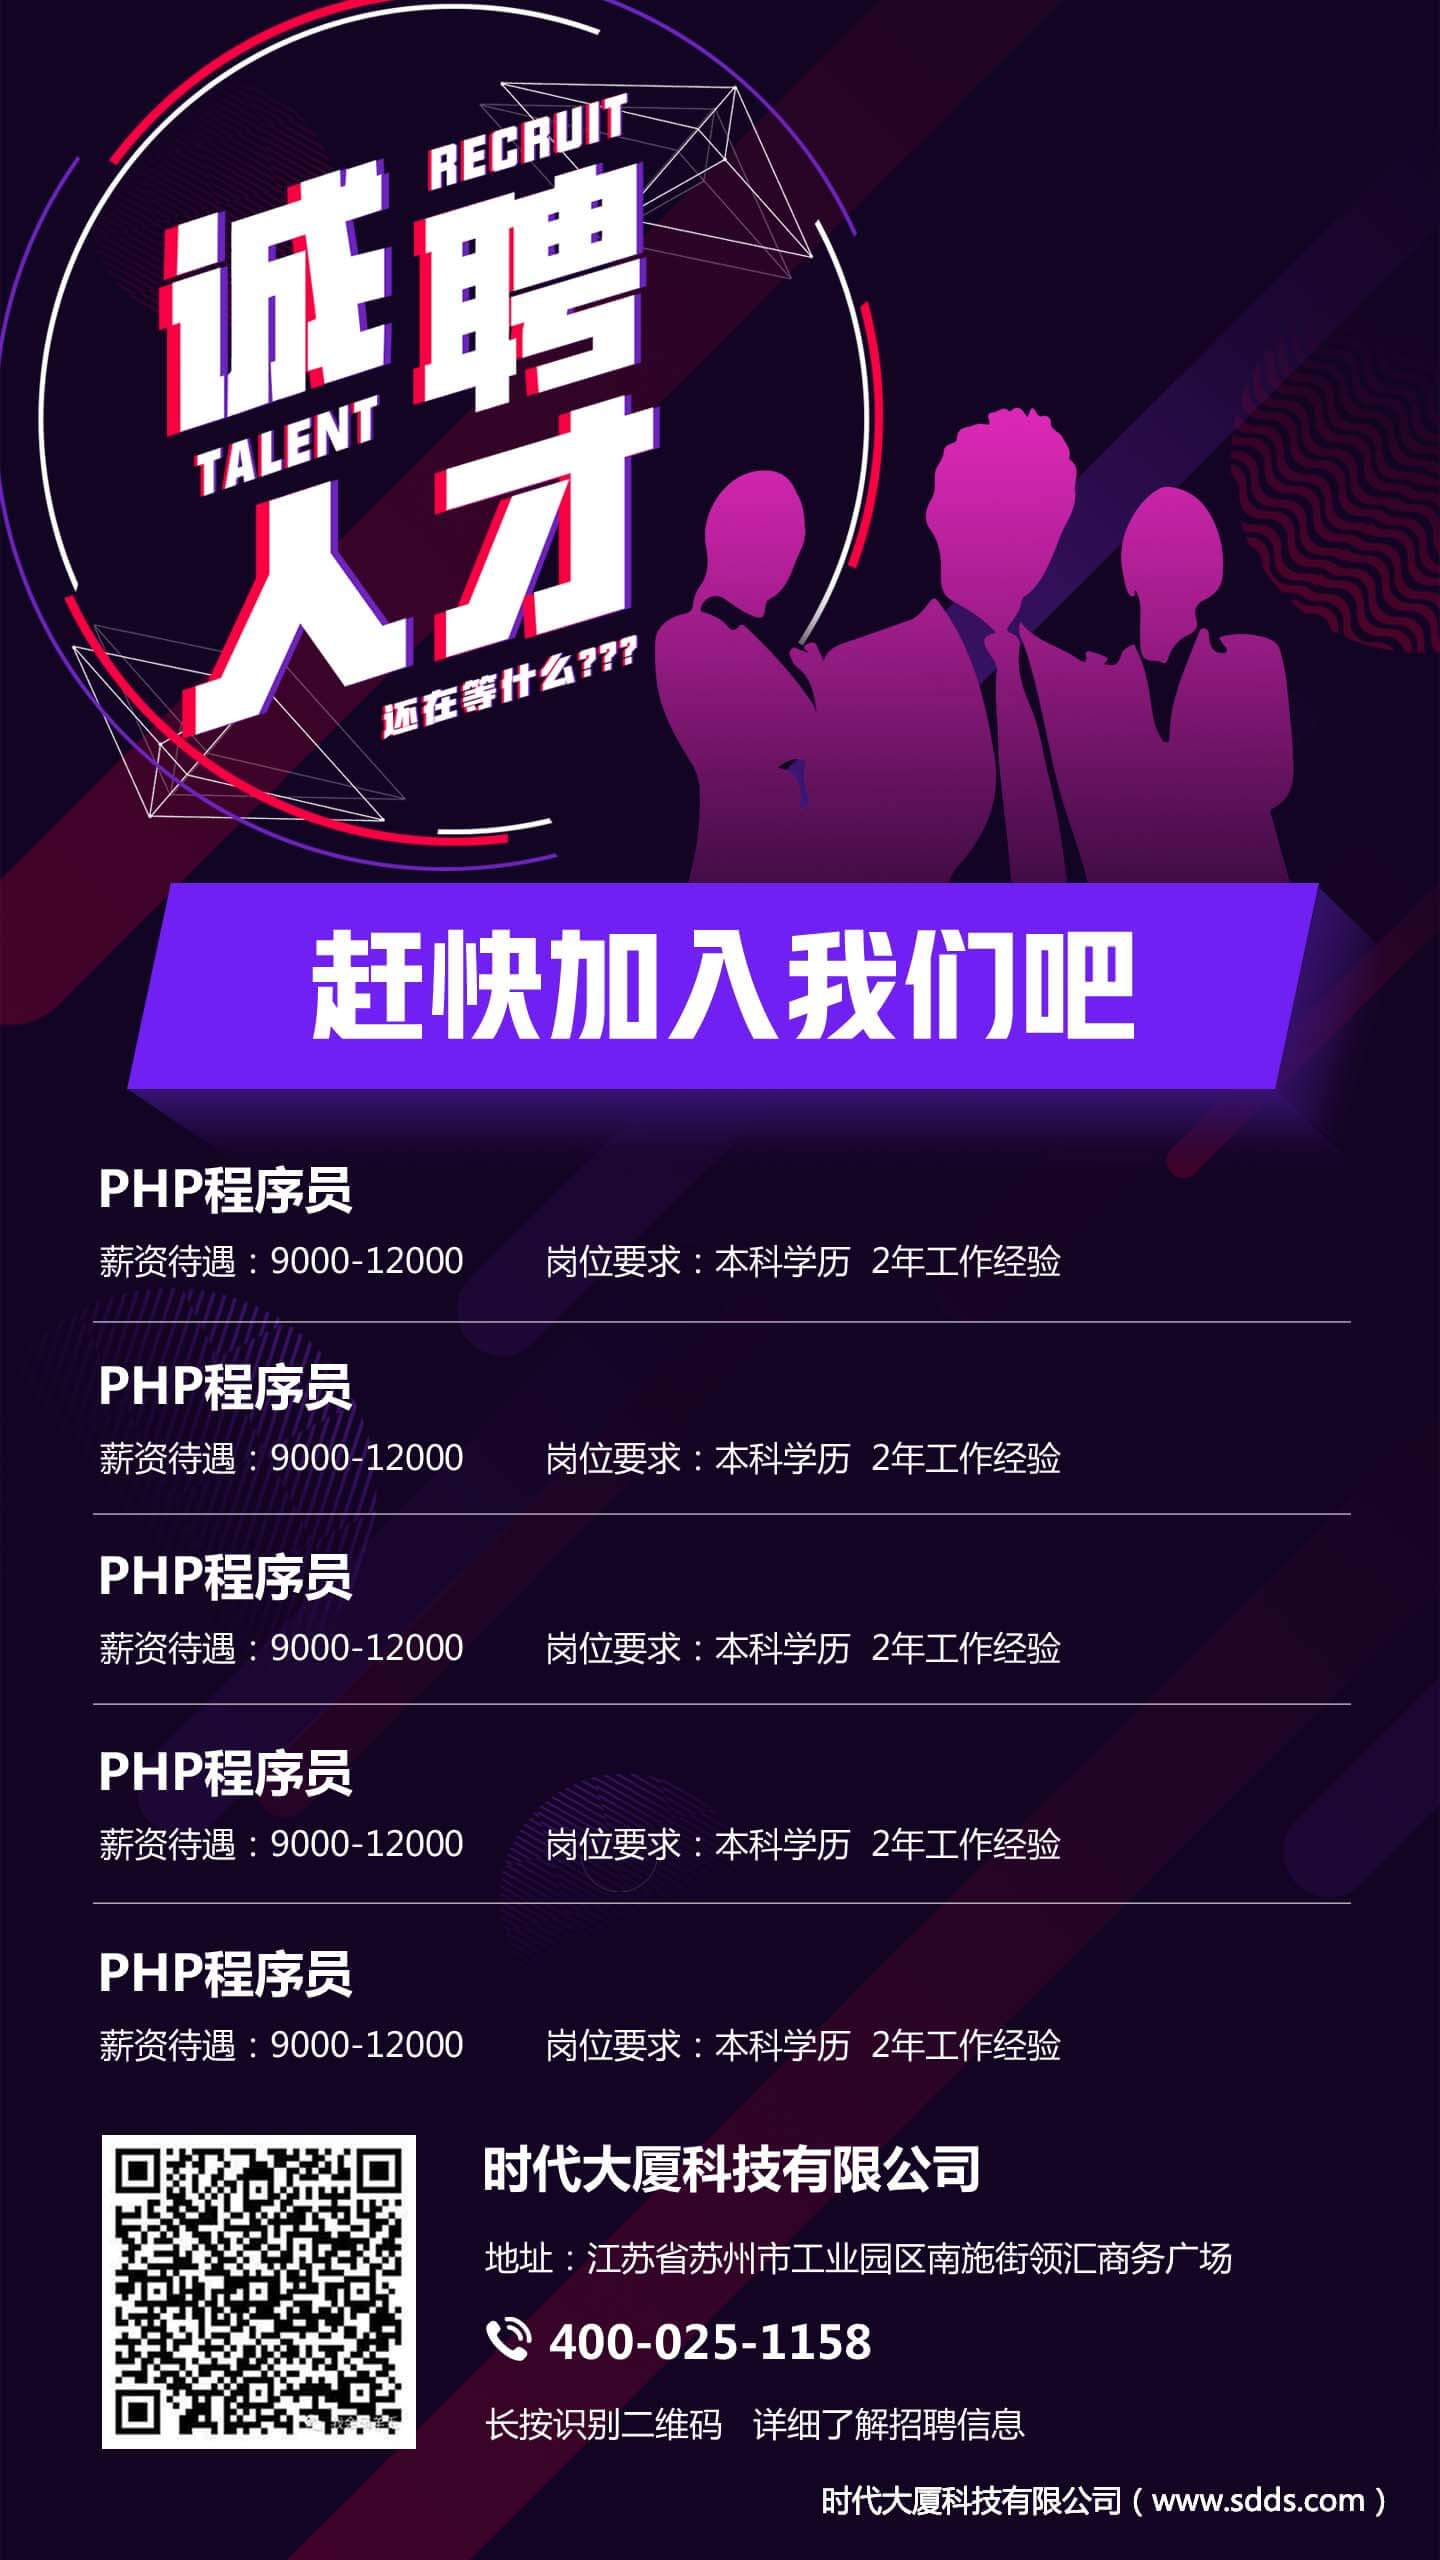 RECRUIT
诚聘
TALENT
人才
还在等什么???
赶快加入我们吧
PHP程序员
薪资待遇：9000-12000 岗位要求：本科学历 2年工作经验
PHP程序员
薪资待遇：9000-12000 岗位要求：本科学历 2年工作经验
PHP程序员
薪资待遇：9000-12000 岗位要求：本科学历 2年工作经验
PHP程序员
薪资待遇：9000-12000 岗位要求：本科学历 2年工作经验
PHP程序员
薪资待遇：9000-12000 岗位要求：本科学历 2年工作经验
时代大厦科技有限公司
地址：江苏省苏州市工业园区南施街领汇商务广场
400-025-1158
长按识别二维码 详细了解招聘信息
时代大厦科技有限公司（www.sdds.com）